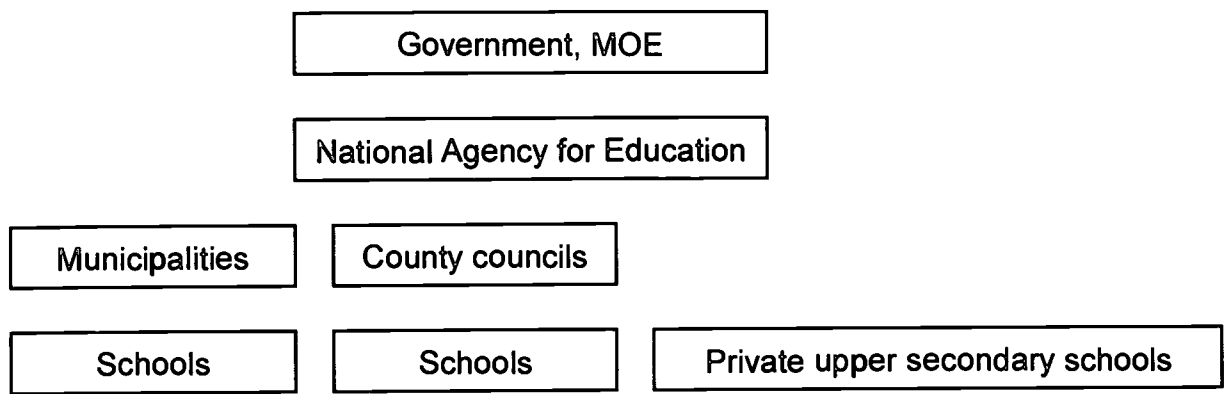 Government, MOE
National Agency for Education
Municipalities
County councils
Schools
Schools
Private upper secondary schools